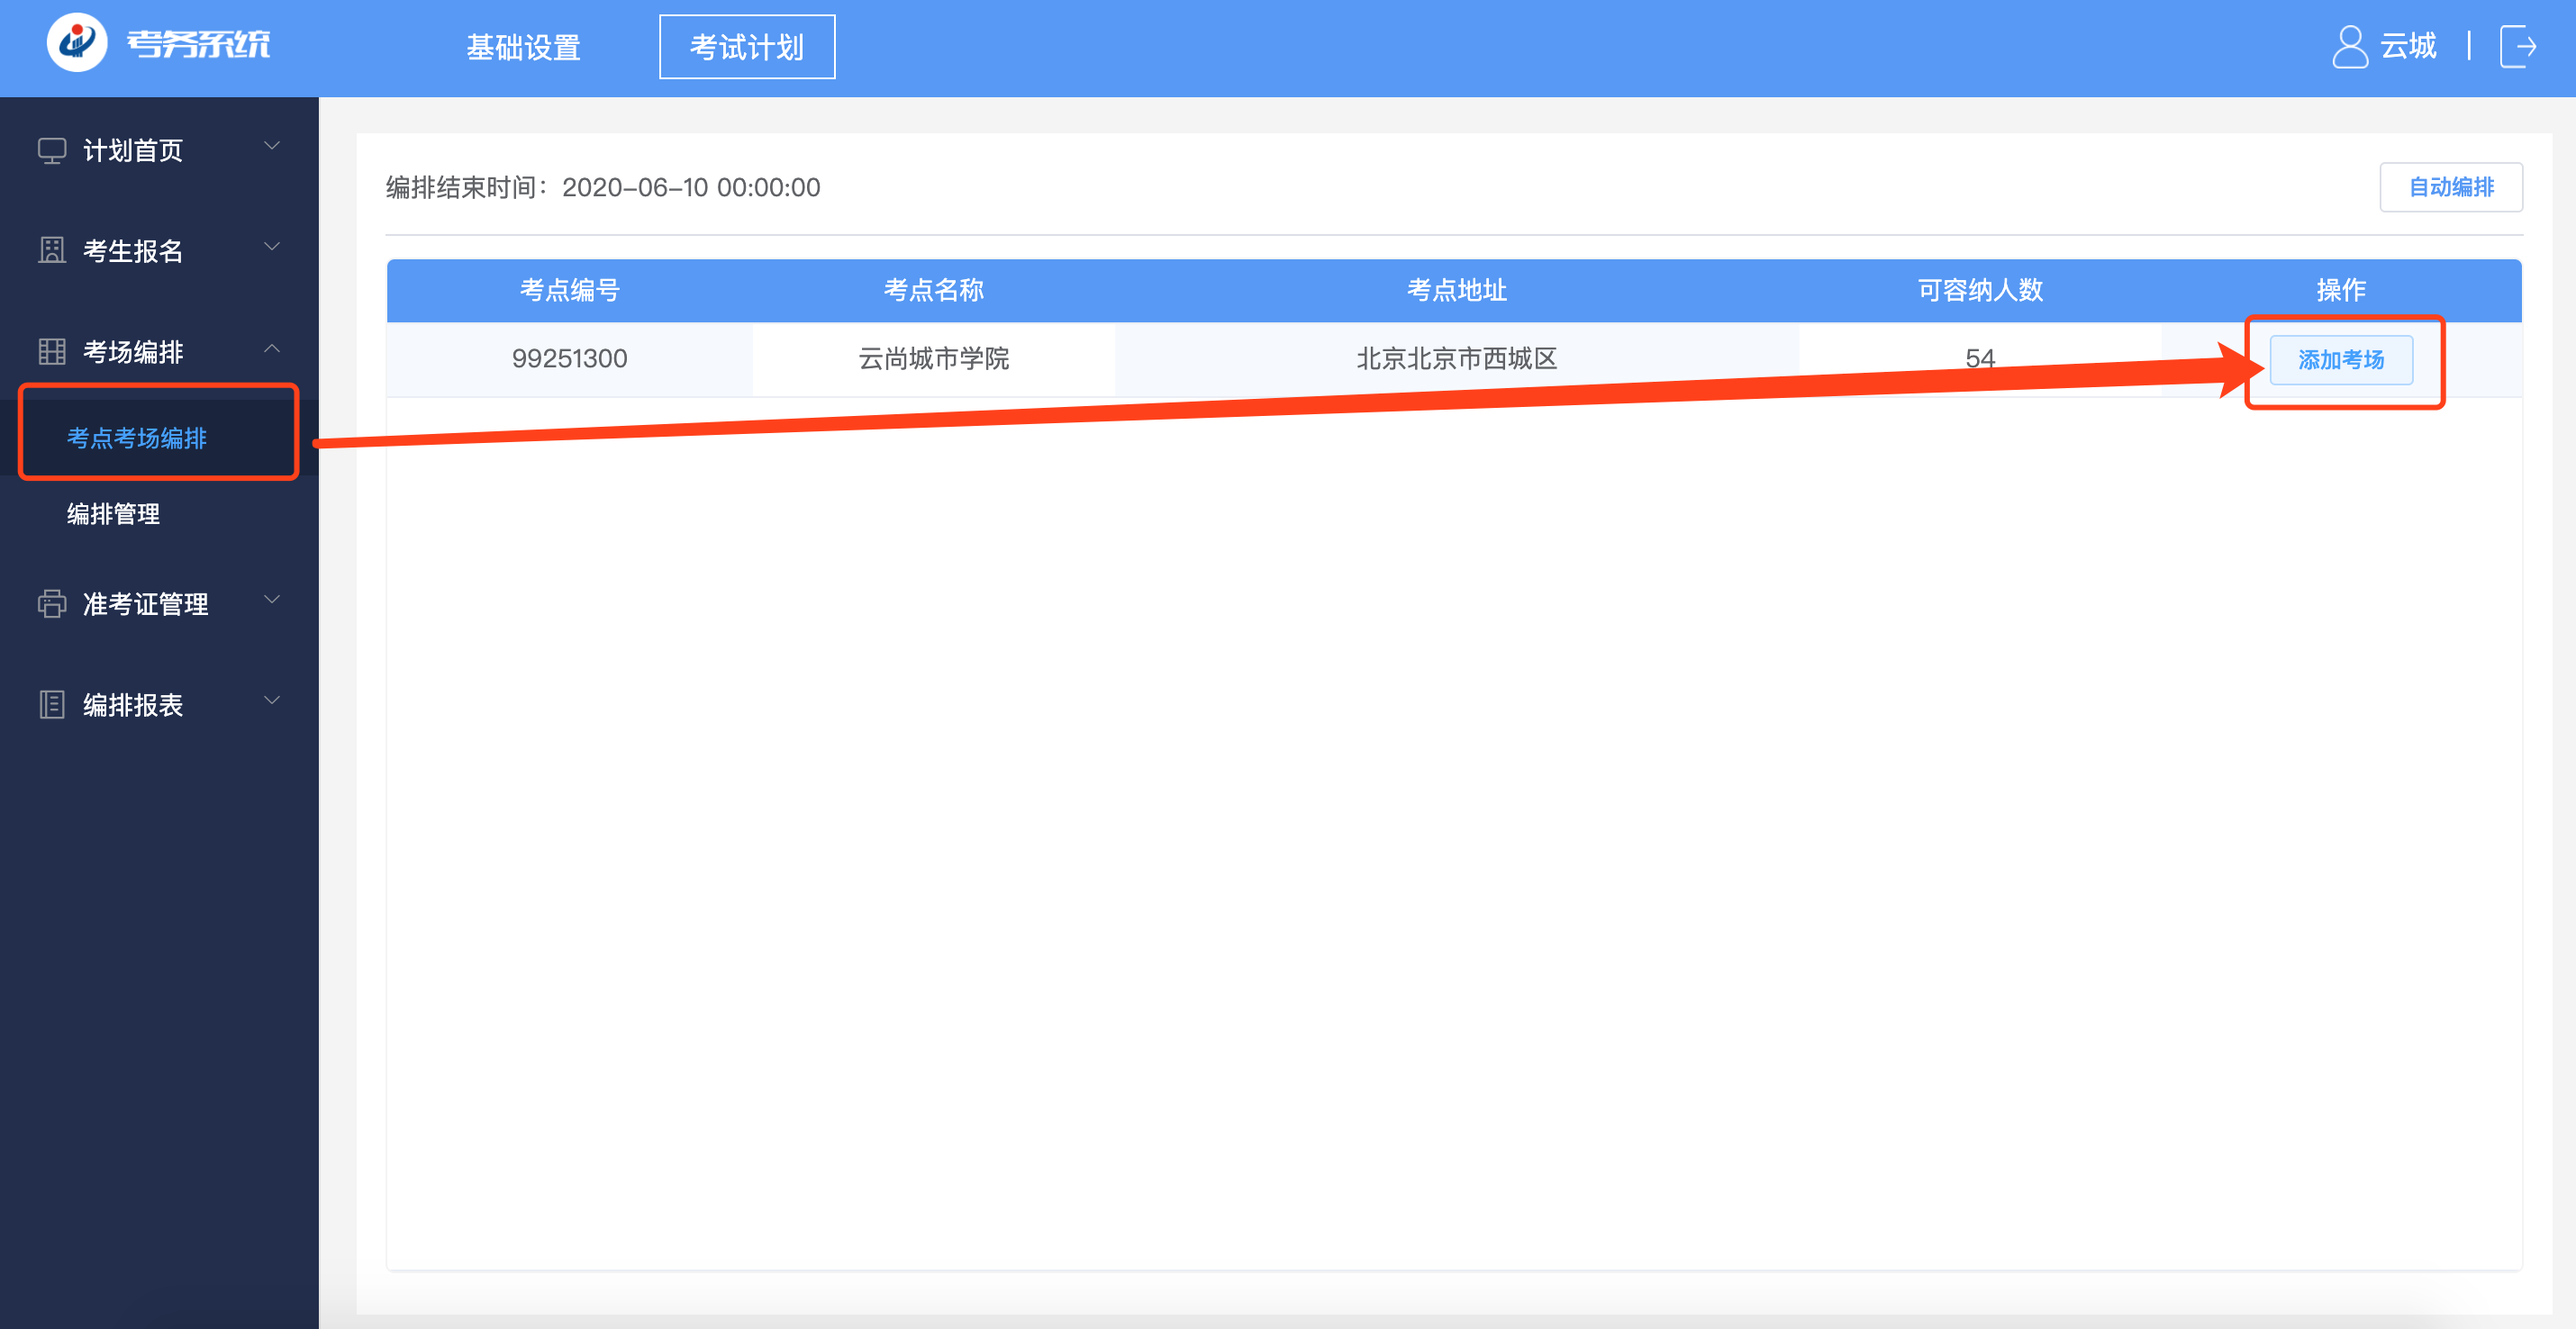 考务系统
基础设置
考试计划
云城
计划首页
考生报名
考场编排
考点考场编排
编排管理
准考证管理
编排报表
编排结束时间：2020-06-10 00:00:00
自动编排
考点编号 考点名称 考点地址 可容纳人数 操作
99251300 云尚城市学院 北京北京市西城区 54 添加考场